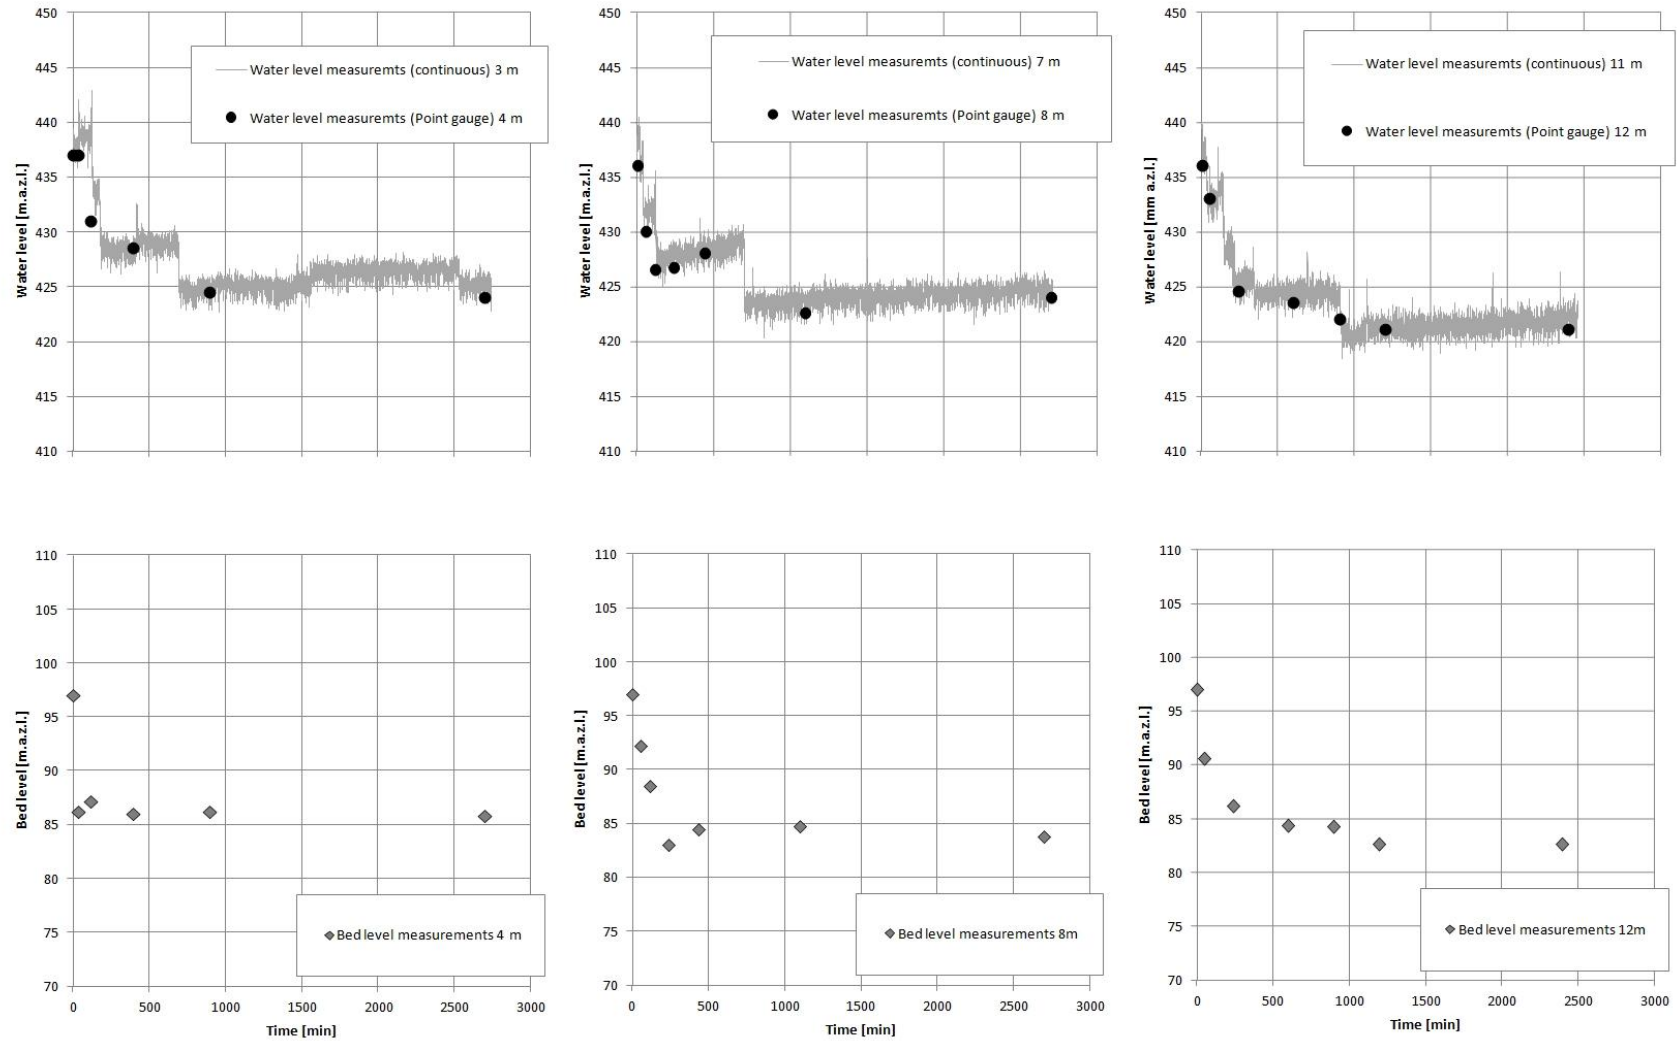 450
445
440
435
430
425
420
415
410
Water level [m.a.z.l.]
Water level measuremts (continuous) 3 m
Water level measuremts (Point gauge) 4 m
450
445
440
435
430
425
420
415
410
Water level [m.a.z.l.]
Water level measuremts (continuous) 7 m
Water level measuremts (Point gauge) 8 m
450
445
440
435
430
425
420
415
410
Water level [mm a.z.l.]
Water level measuremts (continuous) 11 m
Water level measuremts (Point gauge) 12 m
110
105
100
95
90
85
80
75
70
Bed level [m.a.z.l.]
Bed level measurements 4 m
0 500 1000 1500 2000 2500 3000
Time [min]
110
105
100
95
90
85
80
75
70
Bed level [m.a.z.l.]
Bed level measurements 8m
0 500 1000 1500 2000 2500 3000
Time [min]
110
105
100
95
90
85
80
75
70
Bed level [m.a.z.l.]
Bed level measurements 12m
0 500 1000 1500 2000 2500 3000
Time [min]